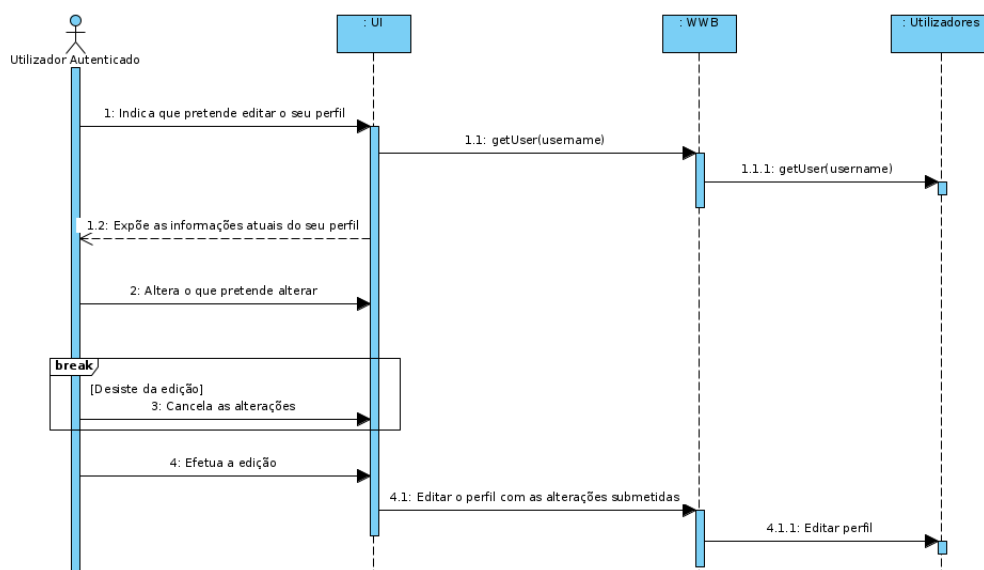 : UI
: WWB
: Utilizadores
Utilizador Autenticado
1: Indica que pretende editar o seu perfil
1.1: getUser(username)
1.1.1: getUser(username)
1.2: Expõe as informações atuais do seu perfil
2: Altera o que pretende alterar
break
[Desiste da edição]
3: Cancela as alterações
4: Efetua a edição
4.1: Editar o perfil com as alterações submetidas
4.1.1: Editar perfil